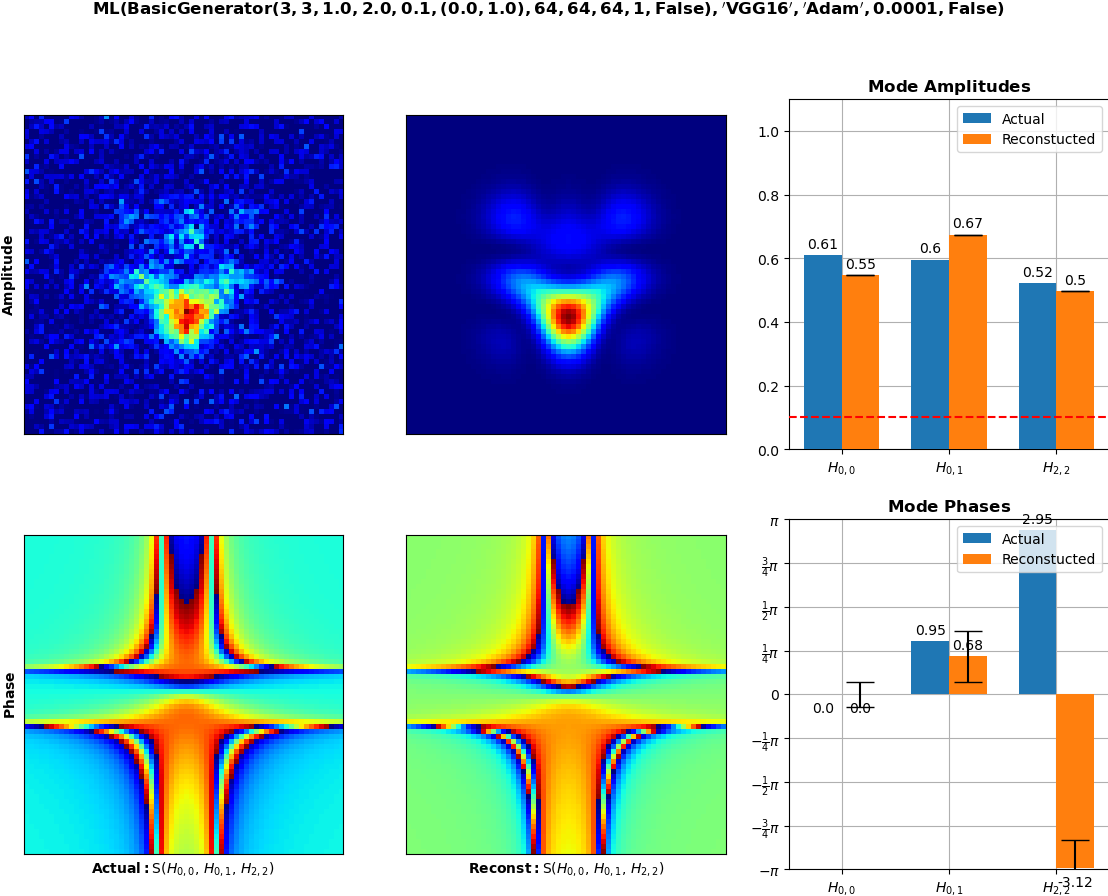 ML(BasicGenerator(3, 3, 1.0, 2.0, 0.1, (0.0, 1.0), 64, 64, 64, 1, False), ′VGG16′, ′Adam′, 0.0001, False)
Amplitude
Mode Amplitudes
Actual
Reconstucted
1.0
0.8
0.6
0.4
0.2
0.0
0.61
0.55
0.6
0.67
0.52
0.5
H0,0
H0,1
H2,2
Phase
Actual: S(H0,0, H0,1, H2,2)
Reconst: S(H0,0, H0,1, H2,2)
Mode Phases
Actual
Reconstucted
π
3/4π
1/2π
1/4π
0
−1/4π
−1/2π
−3/4π
−π
0.0
0.0
0.95
0.68
2.95
-3.12
H0,0
H0,1
H2,2